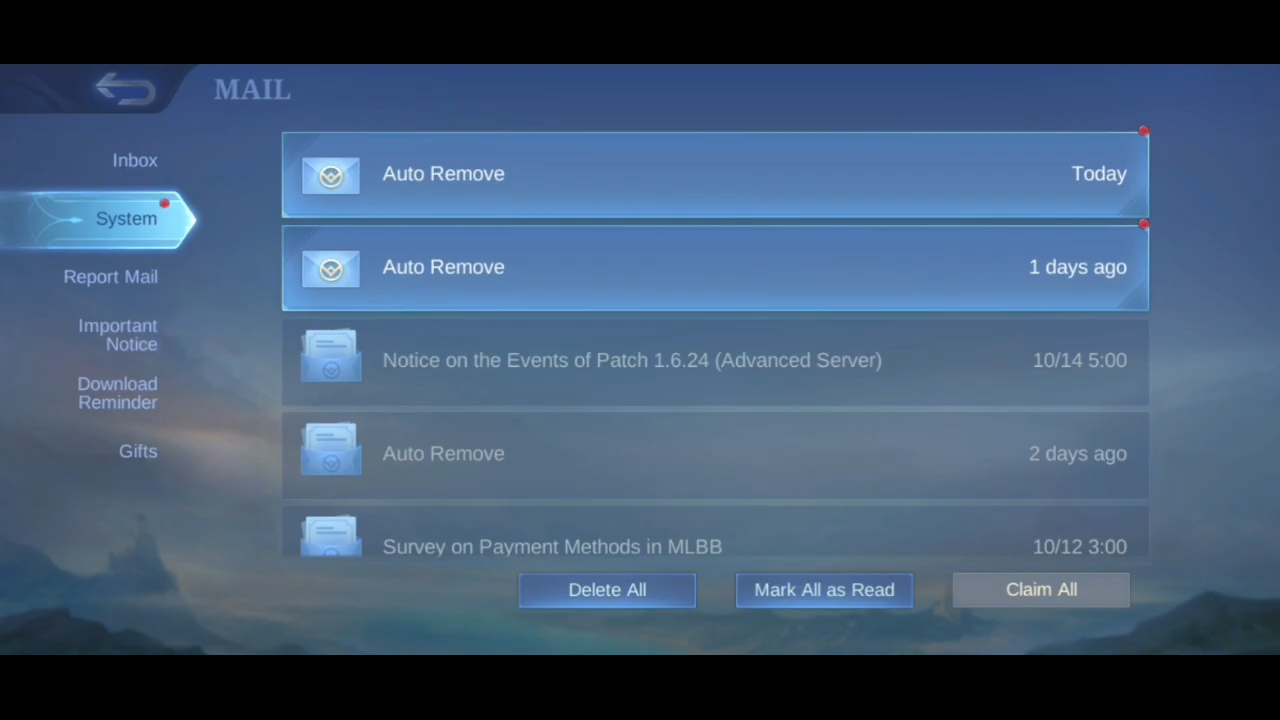 MAIL
Inbox
System
Report Mail
Important
Notice
Download
Reminder
Gifts
Auto Remove Today
Auto Remove 1 days ago
Notice on the Events of Patch 1.6.24 (Advanced Server) 10/14 5:00
Auto Remove 2 days ago
Survey on Payment Methods in MLBB 10/12 3:00
Delete All Mark All as Read Claim All